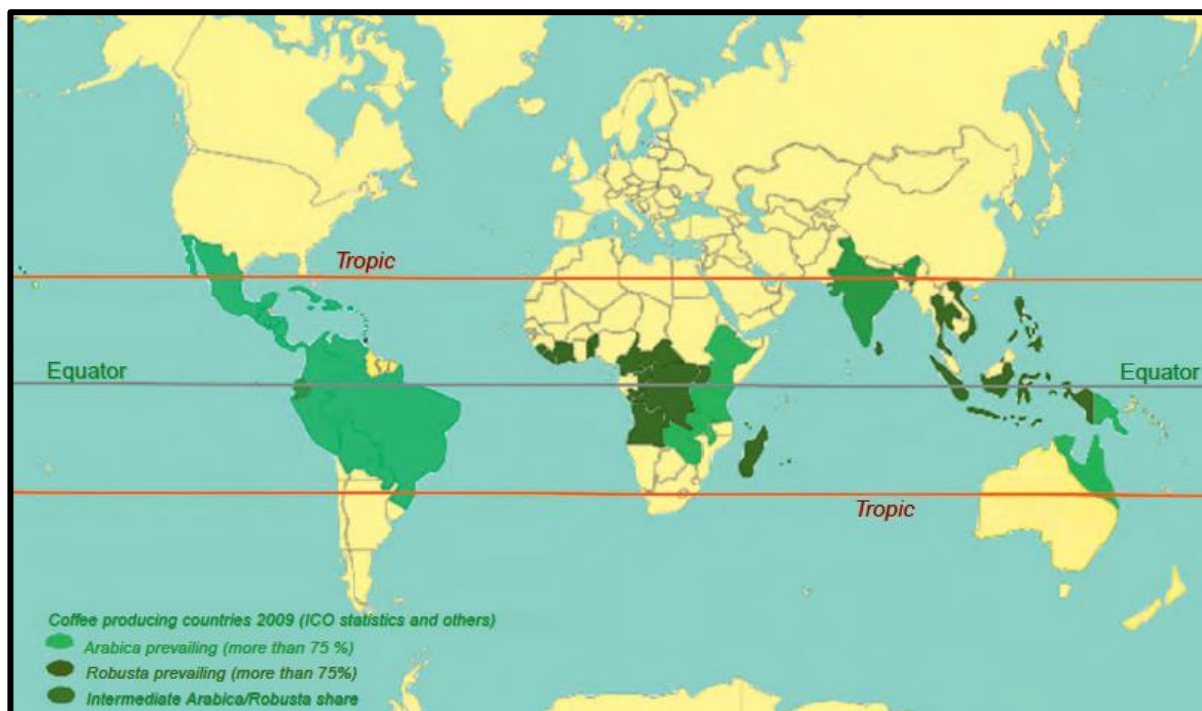 Tropic
Equator
Equator
Tropic
Coffee producing countries 2009 (ICO statistics and others)
Arabica prevailing (more than 75 %)
Robusta prevailing (more than 75%)
Intermediate Arabica/Robusta share